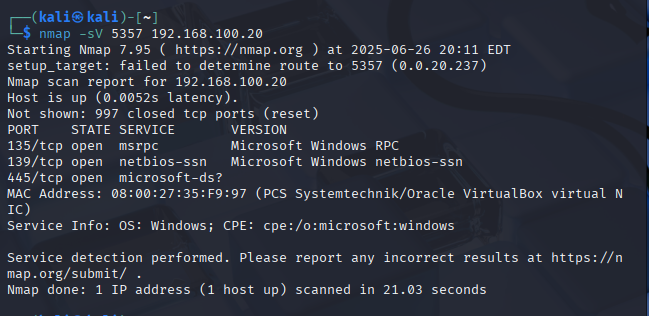 ┌──(kali㉿kali)-[~]
└─$ nmap -sV 5357 192.168.100.20
Starting Nmap 7.95 ( https://nmap.org ) at 2025-06-26 20:11 EDT
setup_target: failed to determine route to 5357 (0.0.20.237)
Nmap scan report for 192.168.100.20
Host is up (0.0052s latency).
Not shown: 997 closed tcp ports (reset)
PORT    STATE SERVICE       VERSION
135/tcp open  msrpc         Microsoft Windows RPC
139/tcp open  netbios-ssn   Microsoft Windows netbios-ssn
445/tcp open  microsoft-ds?
MAC Address: 08:00:27:35:F9:97 (PCS Systemtechnik/Oracle VirtualBox virtual N
IC)
Service Info: OS: Windows; CPE: cpe:/o:microsoft:windows

Service detection performed. Please report any incorrect results at https://n
map.org/submit/ .
Nmap done: 1 IP address (1 host up) scanned in 21.03 seconds